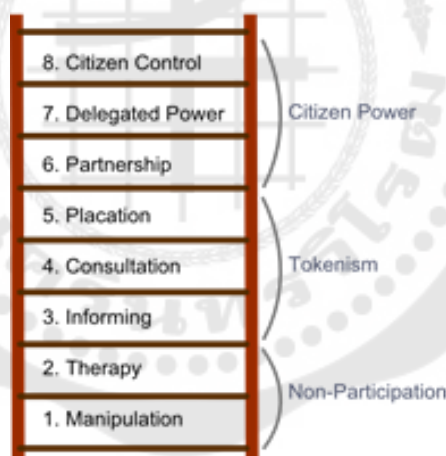 8. Citizen Control
7. Delegated Power
Citizen Power
6. Partnership
5. Placation
4. Consultation
Tokenism
3. Informing
2. Therapy
Non-Participation
1. Manipulation